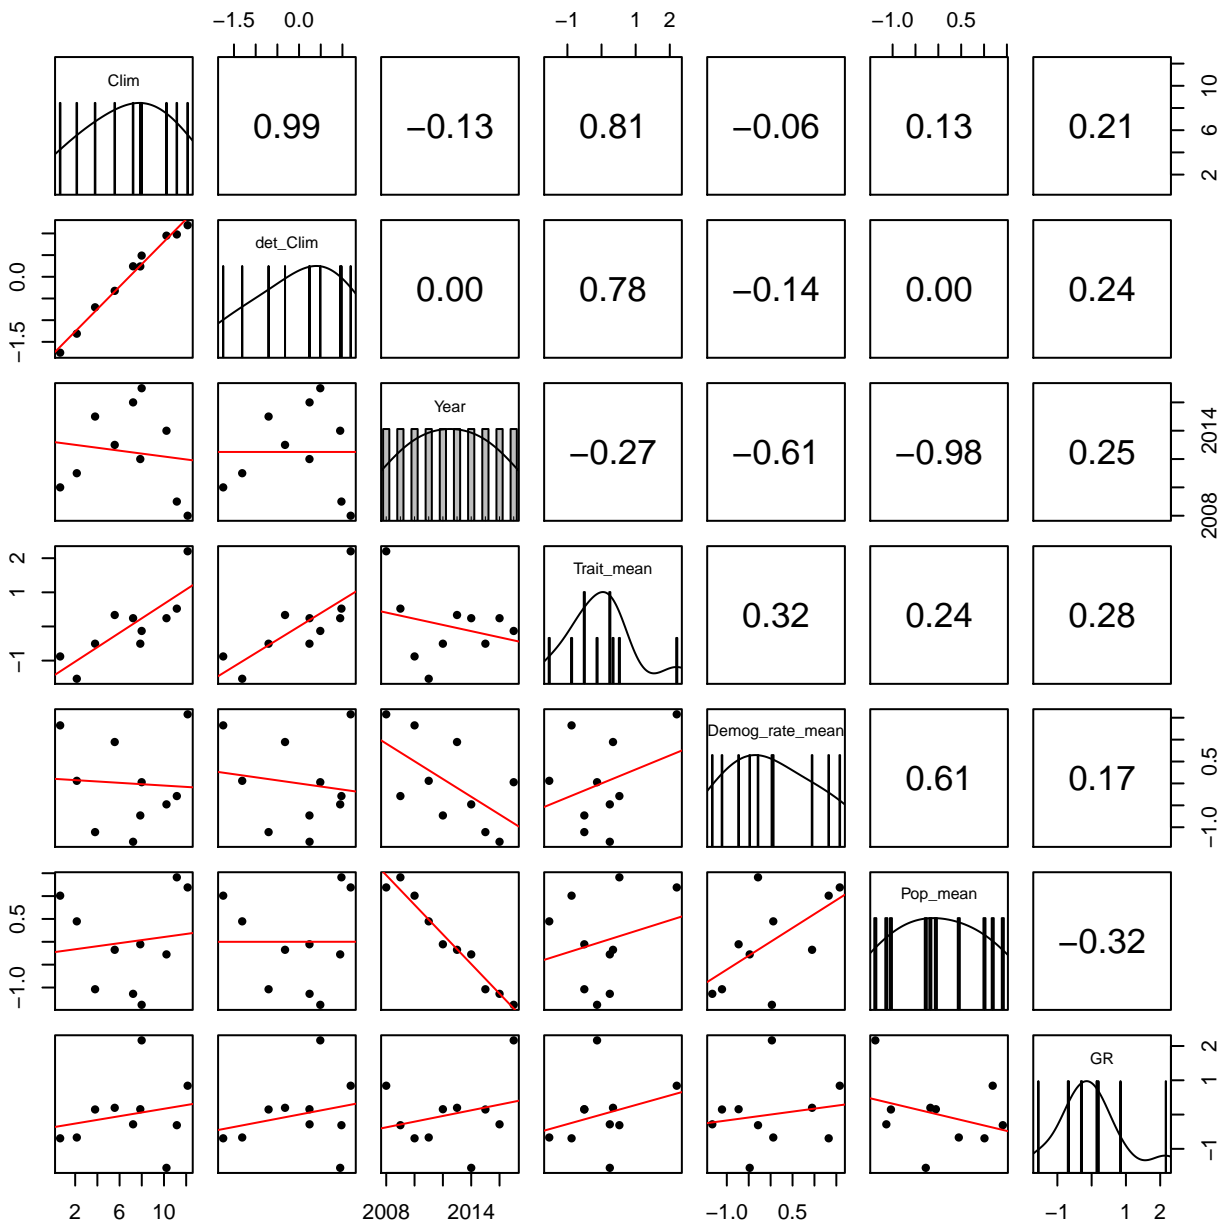 −1.5 0.0 −1 1 2 −1.0 0.5
Clim 0.99 −0.13 0.81 −0.06 0.13 0.21 2 6 10
−1.5 0.0 det_Clim 0.00 0.78 −0.14 0.00 0.24
Year −0.27 −0.61 −0.98 0.25 2008 2014
−1 1 2 Trait_mean 0.32 0.24 0.28
Demog_rate_mean 0.61 0.17 −1.0 0.5
−1.0 0.5 Pop_mean −0.32
GR −1 1 2
2 6 10 2008 2014 −1.0 0.5 −1 1 2